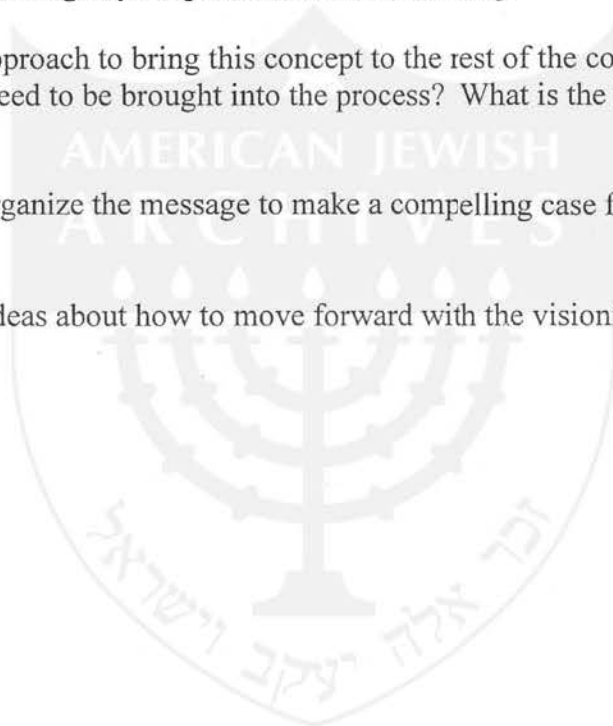 pproach to bring this concept to the rest of the co
eed to be brought into the process? What is the
AMERICAN JEWISH
rganize the message to make a compelling case f
ARCHIVES
deas about how to move forward with the vision
זכר אלה יעקב וישראל